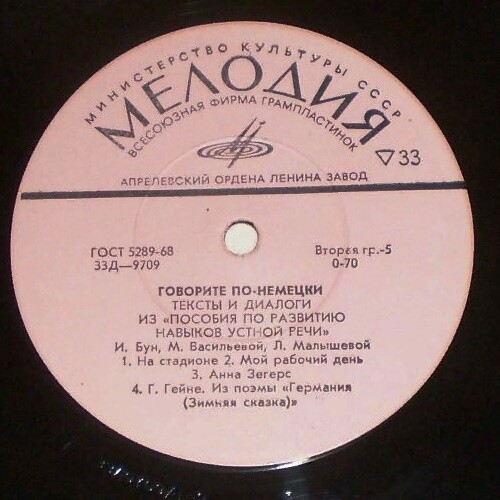 МИНИСТЕРСТВО КУЛЬТУРЫ СССР
МЕЛОДИЯ
ВСЕСОЮЗНАЯ ФИРМА ГРАМПЛАСТИНОК
33
АПРЕЛЕВСКИЙ ОРДЕНА ЛЕНИНА ЗАВОД
ГОСТ 5289-68
Вторая гр.-5
33Д—9709
0-70
ГОВОРИТЕ ПО-НЕМЕЦКИ
ТЕКСТЫ И ДИАЛОГИ
ИЗ «ПОСОБИЯ ПО РАЗВИТИЮ
НАВЫКОВ УСТНОЙ РЕЧИ»
И. Бун, М. Васильевой, Л. Малышевой
1. На стадионе 2. Мой рабочий день
3. Анна Зегерс
4. Г. Гейне. Из поэмы «Германия
(Зимняя сказка)»